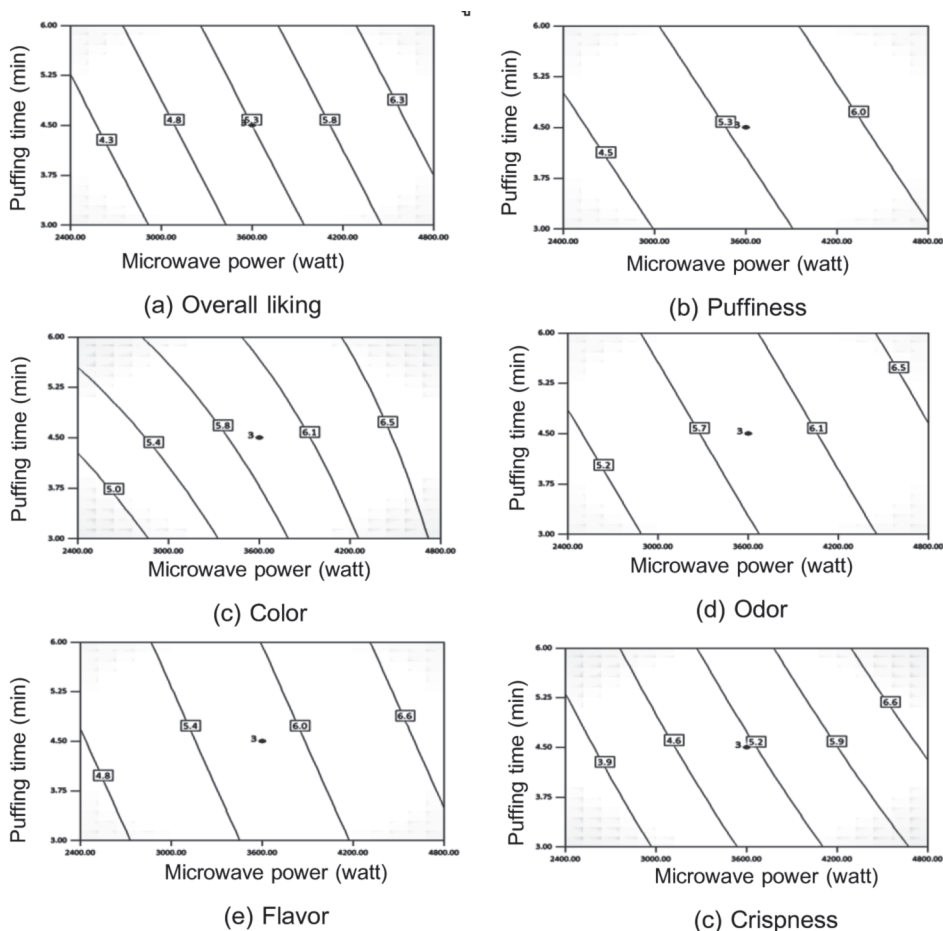 6.00
5.25
4.50
3.75
3.00
Puffing time (min)
4.3
4.8
5.3
5.8
6.3
3
2400.00 3000.00 3600.00 4200.00 4800.00
Microwave power (watt)
(a) Overall liking
6.00
5.25
4.50
3.75
3.00
Puffing time (min)
4.5
5.3
6.0
3
2400.00 3000.00 3600.00 4200.00 4800.00
Microwave power (watt)
(b) Puffiness
6.00
5.25
4.50
3.75
3.00
Puffing time (min)
5.0
5.4
5.8
6.1
6.5
3
2400.00 3000.00 3600.00 4200.00 4800.00
Microwave power (watt)
(c) Color
6.00
5.25
4.50
3.75
3.00
Puffing time (min)
5.2
5.7
6.1
6.5
3
2400.00 3000.00 3600.00 4200.00 4800.00
Microwave power (watt)
(d) Odor
6.00
5.25
4.50
3.75
3.00
Puffing time (min)
4.8
5.4
6.0
6.6
3
2400.00 3000.00 3600.00 4200.00 4800.00
Microwave power (watt)
(e) Flavor
6.00
5.25
4.50
3.75
3.00
Puffing time (min)
3.9
4.6
5.2
5.9
6.6
3
2400.00 3000.00 3600.00 4200.00 4800.00
Microwave power (watt)
(c) Crispness